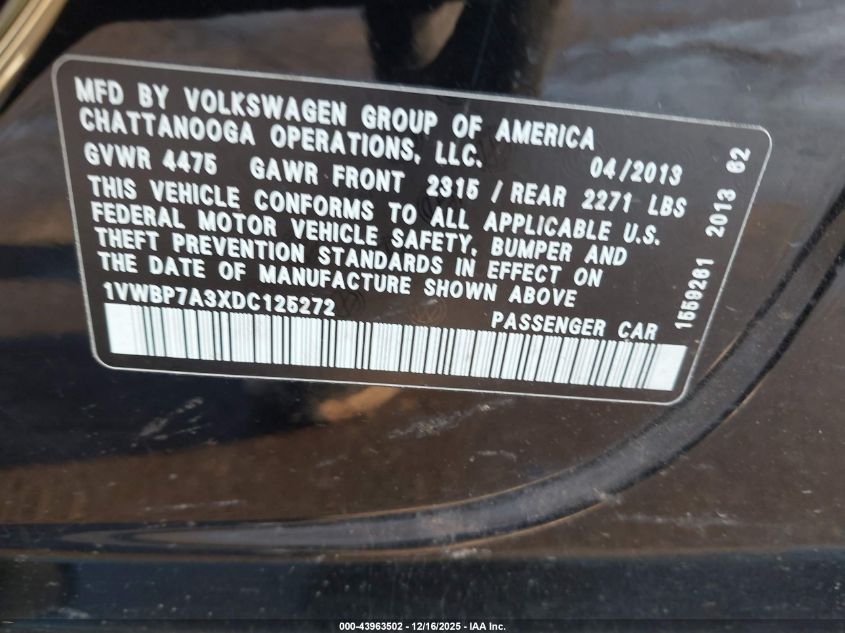 MFD BY VOLKSWAGEN GROUP OF AMERICA
CHATTANOOGA OPERATIONS, LLC. 04/2013
GVWR 4475 GAWR FRONT 2315 / REAR 2271 LBS
THIS VEHICLE CONFORMS TO ALL APPLICABLE U.S.
FEDERAL MOTOR VEHICLE SAFETY, BUMPER AND
THEFT PREVENTION STANDARDS IN EFFECT ON
THE DATE OF MANUFACTURE SHOWN ABOVE
1VWBP7A3XDC125272 PASSENGER CAR
1559261 2013 62
000-43963502 - 12/16/2025 - IAA Inc.